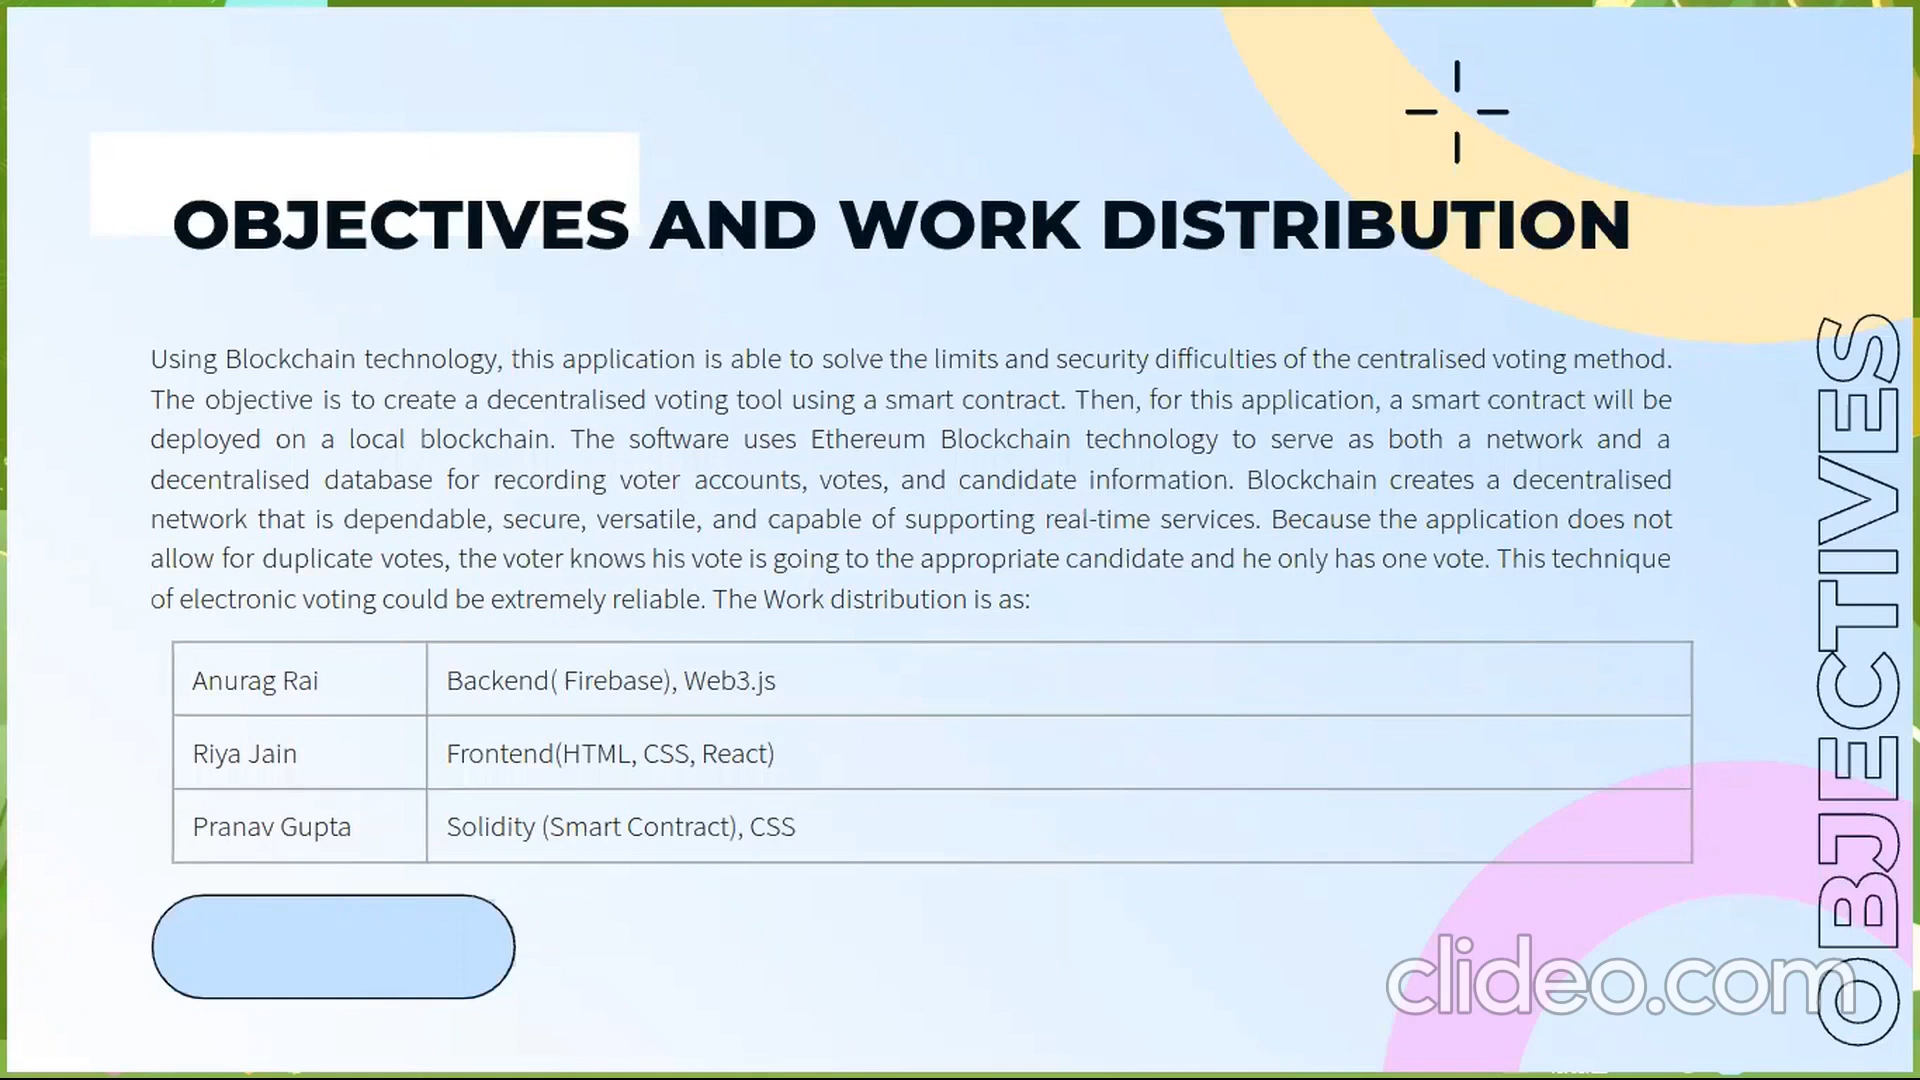 OBJECTIVES AND WORK DISTRIBUTION
Using Blockchain technology, this application is able to solve the limits and security difficulties of the centralised voting method.
The objective is to create a decentralised voting tool using a smart contract. Then, for this application, a smart contract will be
deployed on a local blockchain. The software uses Ethereum Blockchain technology to serve as both a network and a
decentralised database for recording voter accounts, votes, and candidate information. Blockchain creates a decentralised
network that is dependable, secure, versatile, and capable of supporting real-time services. Because the application does not
allow for duplicate votes, the voter knows his vote is going to the appropriate candidate and he only has one vote. This technique
of electronic voting could be extremely reliable. The Work distribution is as:
Anurag Rai Backend( Firebase), Web3.js
Riya Jain Frontend(HTML, CSS, React)
Pranav Gupta Solidity (Smart Contract), CSS
OBJECTIVES
clideo.com